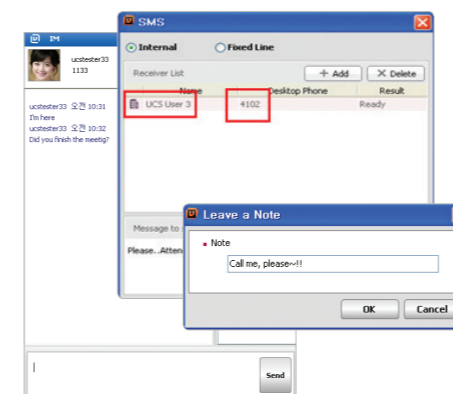 SMS
IM
Internal
Fixed Line
ucstester33
1133
Receiver List
+ Add
X Delete
Name
Desktop Phone
Result
UCS User 3
4102
Ready
ucstester33 오전 10:31
I'm here
ucstester33 오전 10:32
Did you finish the meetig?
Leave a Note
Message to
Note
Please..Atten
Call me, please~!!
OK
Cancel
Send